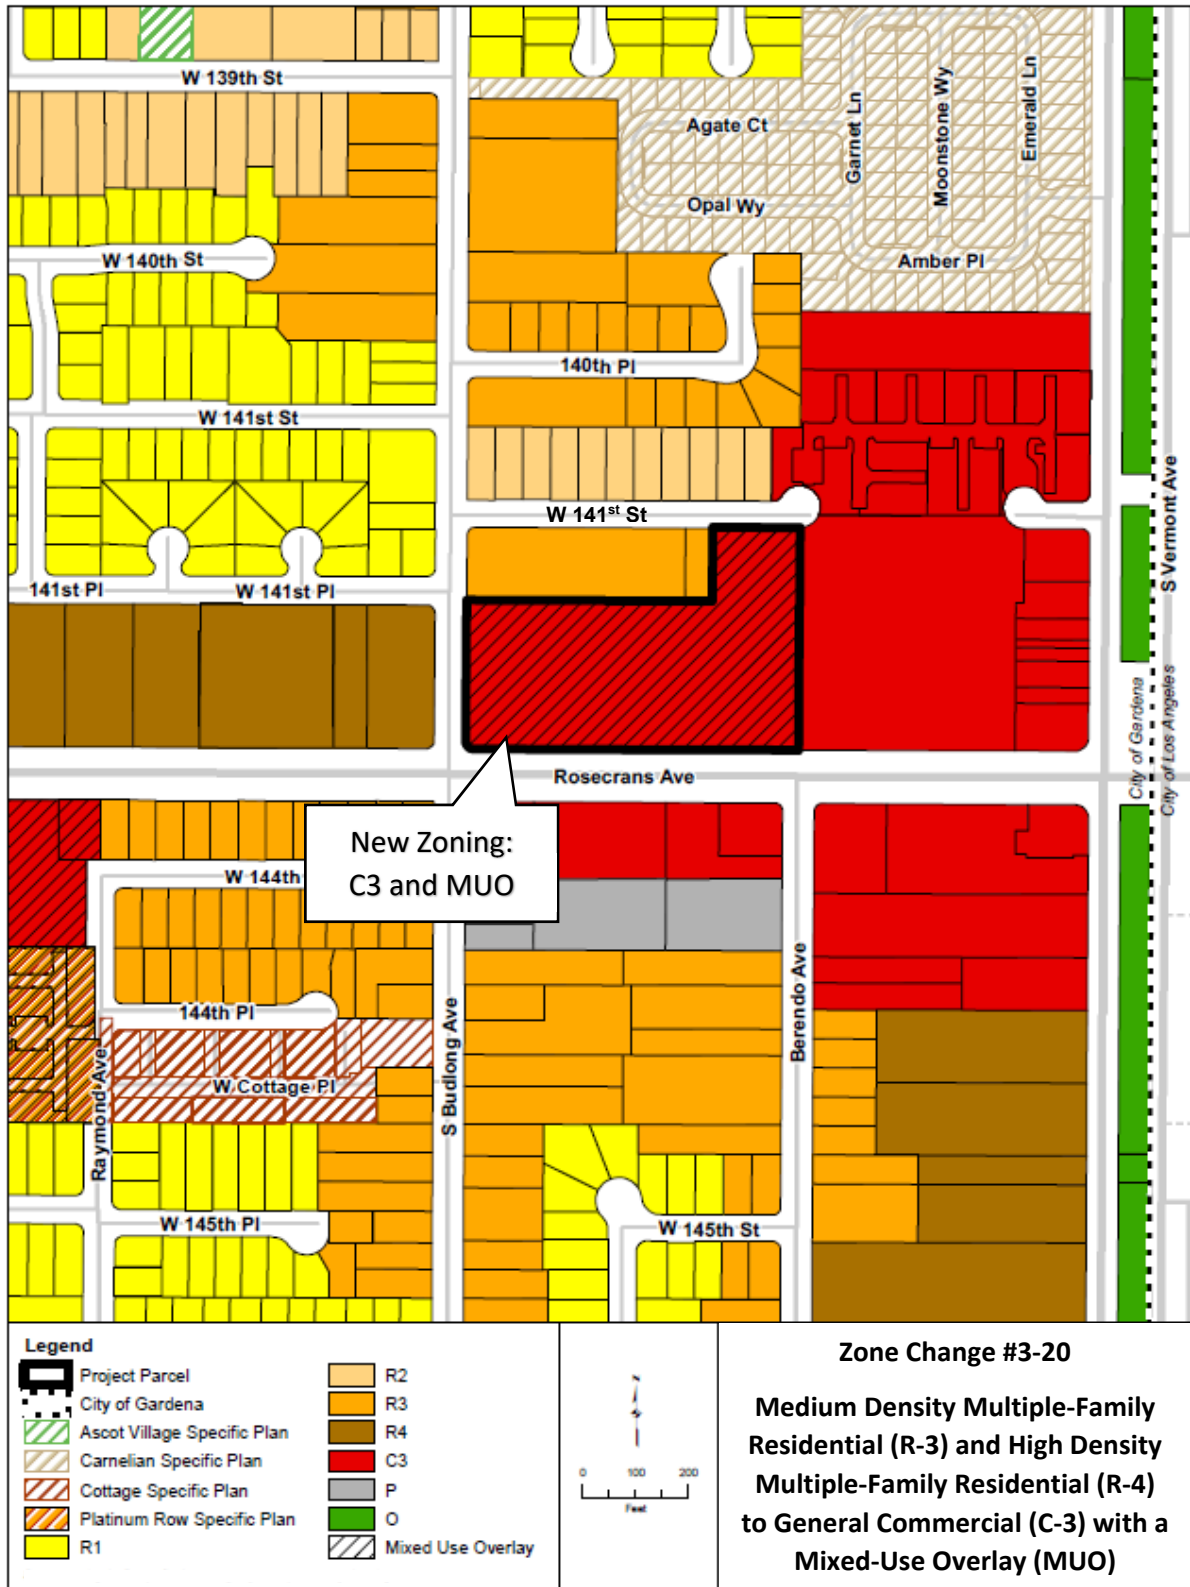 W 139th St
Agate Ct
Garnet Ln
Moonstone Wy
Emerald Ln
Opal Wy
W 140th St
Amber Pl
140th Pl
W 141st St
W 141st St
S Vermont Ave
141st Pl
W 141st Pl
City of Gardena
City of Los Angeles
Rosecrans Ave
New Zoning:
C3 and MUO
W 144th
144th Pl
Raymond Ave
W Cottage Pl
S Budlong Ave
Berendo Ave
W 145th Pl
W 145th St
Legend
Project Parcel
City of Gardena
Ascot Village Specific Plan
Carnelian Specific Plan
Cottage Specific Plan
Platinum Row Specific Plan
R1
R2
R3
R4
C3
P
O
Mixed Use Overlay
N
0 100 200
Feet
Zone Change #3-20
Medium Density Multiple-Family
Residential (R-3) and High Density
Multiple-Family Residential (R-4)
to General Commercial (C-3) with a
Mixed-Use Overlay (MUO)